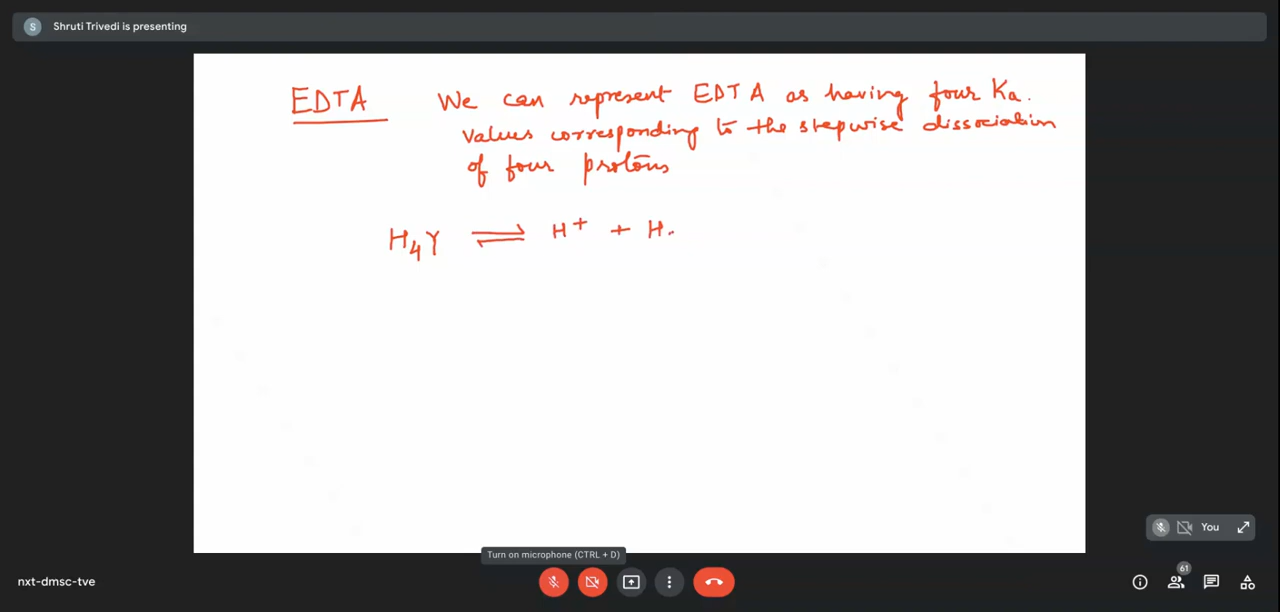 S Shruti Trivedi is presenting
EDTA We can represent EDTA as having four Ka.
values corresponding to the stepwise dissociation
of four protons
H₄Y ⇌ H⁺ + H.
You
Turn on microphone (CTRL + D)
61
nxt-dmsc-tve